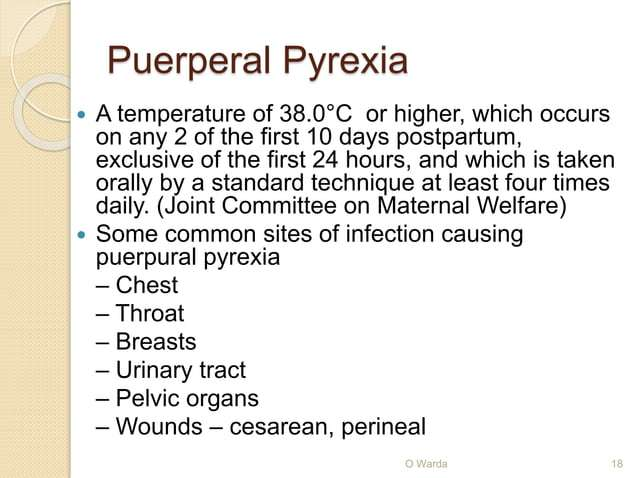 Puerperal Pyrexia
• A temperature of 38.0°C  or higher, which occurs
on any 2 of the first 10 days postpartum,
exclusive of the first 24 hours, and which is taken
orally by a standard technique at least four times
daily. (Joint Committee on Maternal Welfare)
• Some common sites of infection causing
puerpural pyrexia
– Chest
– Throat
– Breasts
– Urinary tract
– Pelvic organs
– Wounds – cesarean, perineal
O Warda 18